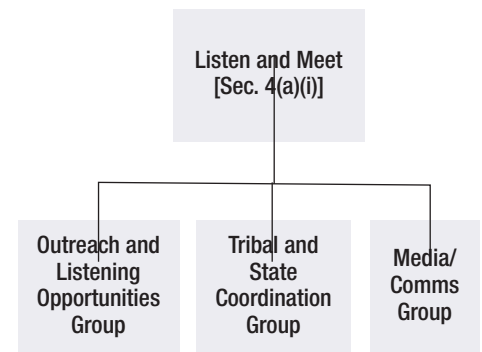 Listen and Meet
[Sec. 4(a)(i)]
Outreach and
Listening
Opportunities
Group
Tribal and
State
Coordination
Group
Media/
Comms
Group